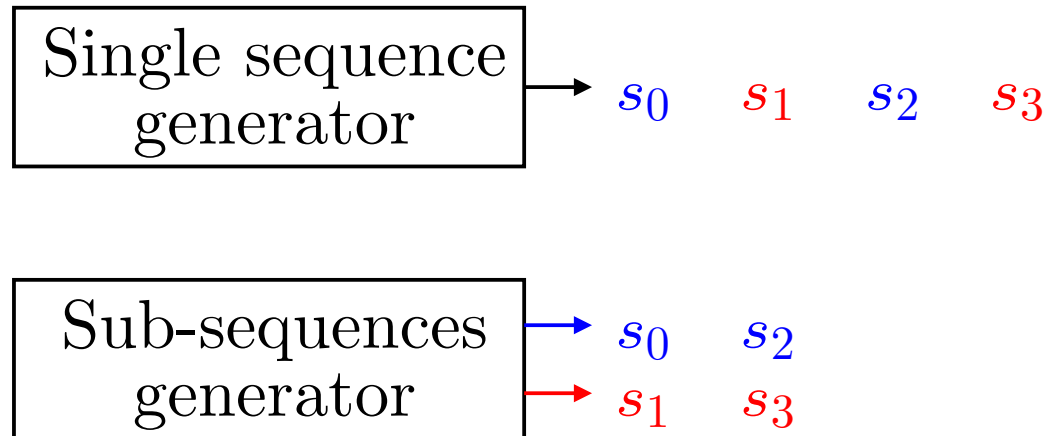 Single sequence
generator
s₀ s₁ s₂ s₃
Sub-sequences
generator
s₀ s₂
s₁ s₃